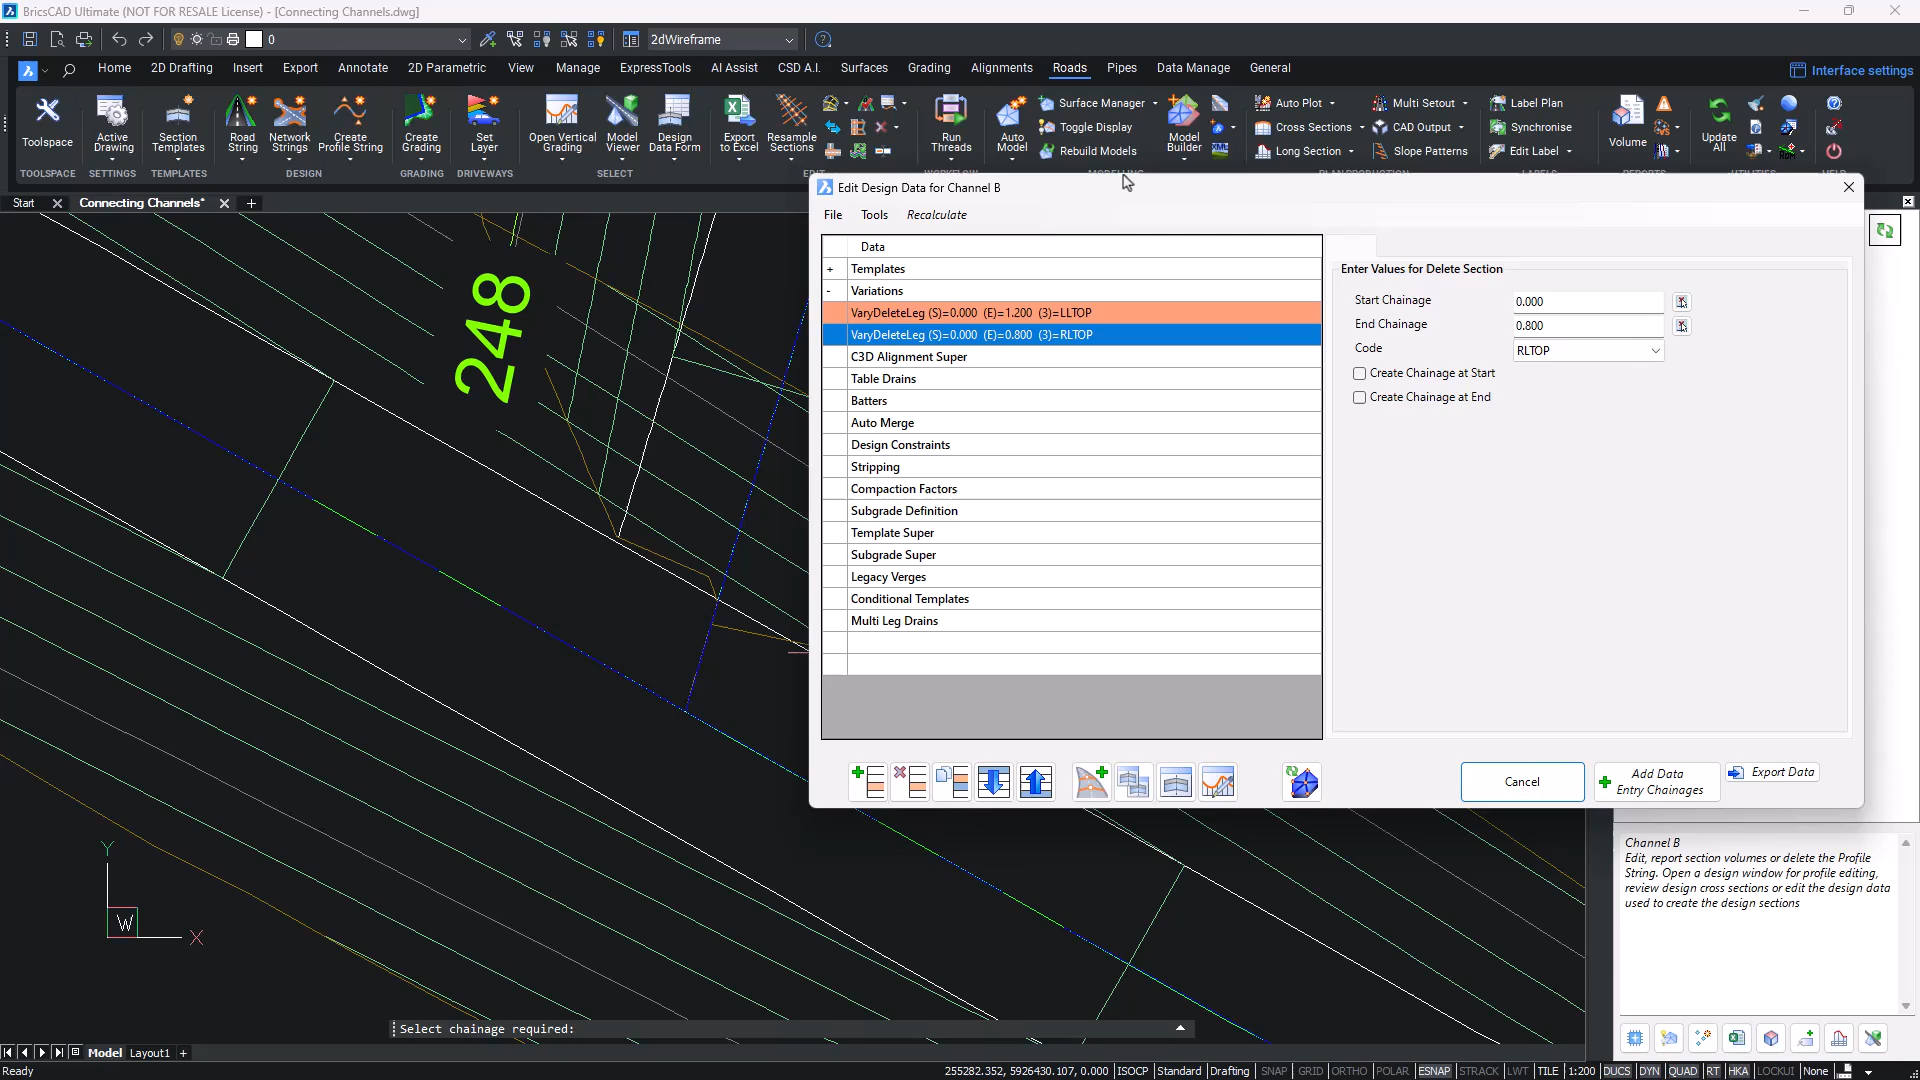 BricsCAD Ultimate (NOT FOR RESALE License) - [Connecting Channels.dwg]
0
2dWireframe
Home 2D Drafting Insert Export Annotate 2D Parametric View Manage ExpressTools AI Assist CSD A.I. Surfaces Grading Alignments Roads Pipes Data Manage General
Interface settings
Toolspace
Active Drawing
Section Templates
Road String
Network Strings
Create Profile String
Create Grading
Set Layer
Open Vertical Grading
Model Viewer
Design Data Form
Export to Excel
Resample Sections
Run Threads
Auto Model
Surface Manager
Toggle Display
Rebuild Models
Model Builder
XML
Auto Plot
Cross Sections
Long Section
Multi Setout
CAD Output
Slope Patterns
Label Plan
Synchronise
Edit Label
Volume
Update All
TOOLSPACE SETTINGS TEMPLATES DESIGN GRADING DRIVEWAYS SELECT
Start
Connecting Channels*
248
Edit Design Data for Channel B
File Tools Recalculate
Data
+ Templates
- Variations
VaryDeleteLeg (S)=0.000 (E)=1.200 (3)=LLTOP
VaryDeleteLeg (S)=0.000 (E)=0.800 (3)=RLTOP
C3D Alignment Super
Table Drains
Batters
Auto Merge
Design Constraints
Stripping
Compaction Factors
Subgrade Definition
Template Super
Subgrade Super
Legacy Verges
Conditional Templates
Multi Leg Drains
Enter Values for Delete Section
Start Chainage 0.000
End Chainage 0.800
Code RLTOP
Create Chainage at Start
Create Chainage at End
Cancel
Add Data
Entry Chainages
Export Data
Channel B
Edit, report section volumes or delete the Profile
String. Open a design window for profile editing,
review design cross sections or edit the design data
used to create the design sections
Y
W X
Select chainage required:
Model Layout1 +
Ready
255282.352, 5926430.107, 0.000 ISOCP Standard Drafting SNAP GRID ORTHO POLAR ESNAP STRACK LWT TILE 1:200 DUCS DYN QUAD RT HKA LOCKUI None